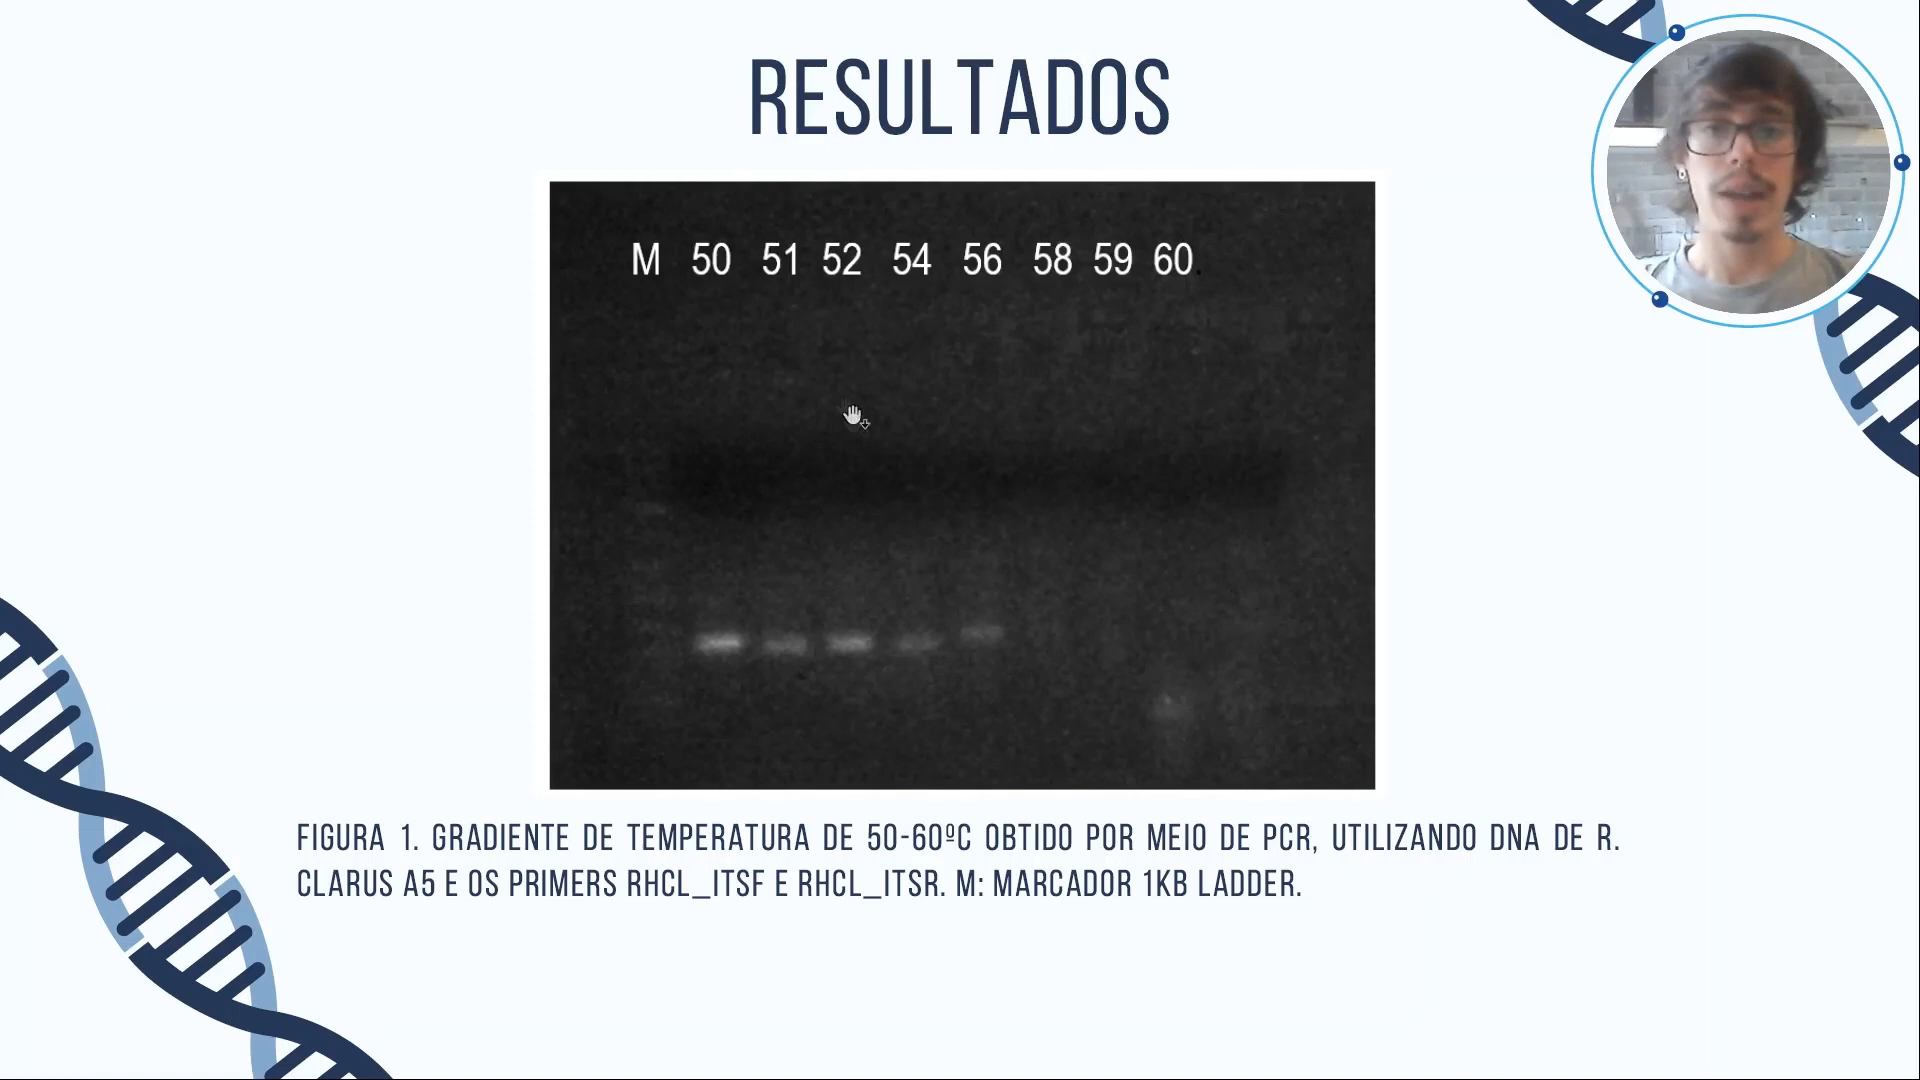 RESULTADOS
M 50 51 52 54 56 58 59 60
FIGURA 1. GRADIENTE DE TEMPERATURA DE 50-60ºC OBTIDO POR MEIO DE PCR, UTILIZANDO DNA DE R.
CLARUS A5 E OS PRIMERS RHCL_ITSF E RHCL_ITSR. M: MARCADOR 1KB LADDER.